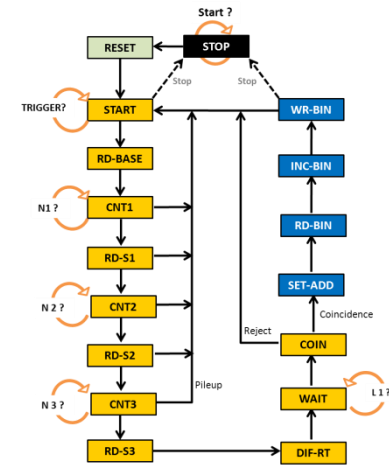 Start ?
RESET
STOP
Stop
Stop
TRIGGER?
START
WR-BIN
RD-BASE
INC-BIN
N1 ?
CNT1
RD-BIN
RD-S1
SET-ADD
N 2 ?
CNT2
Coincidence
Reject
COIN
RD-S2
Pileup
L 1 ?
WAIT
N 3 ?
CNT3
RD-S3
DIF-RT